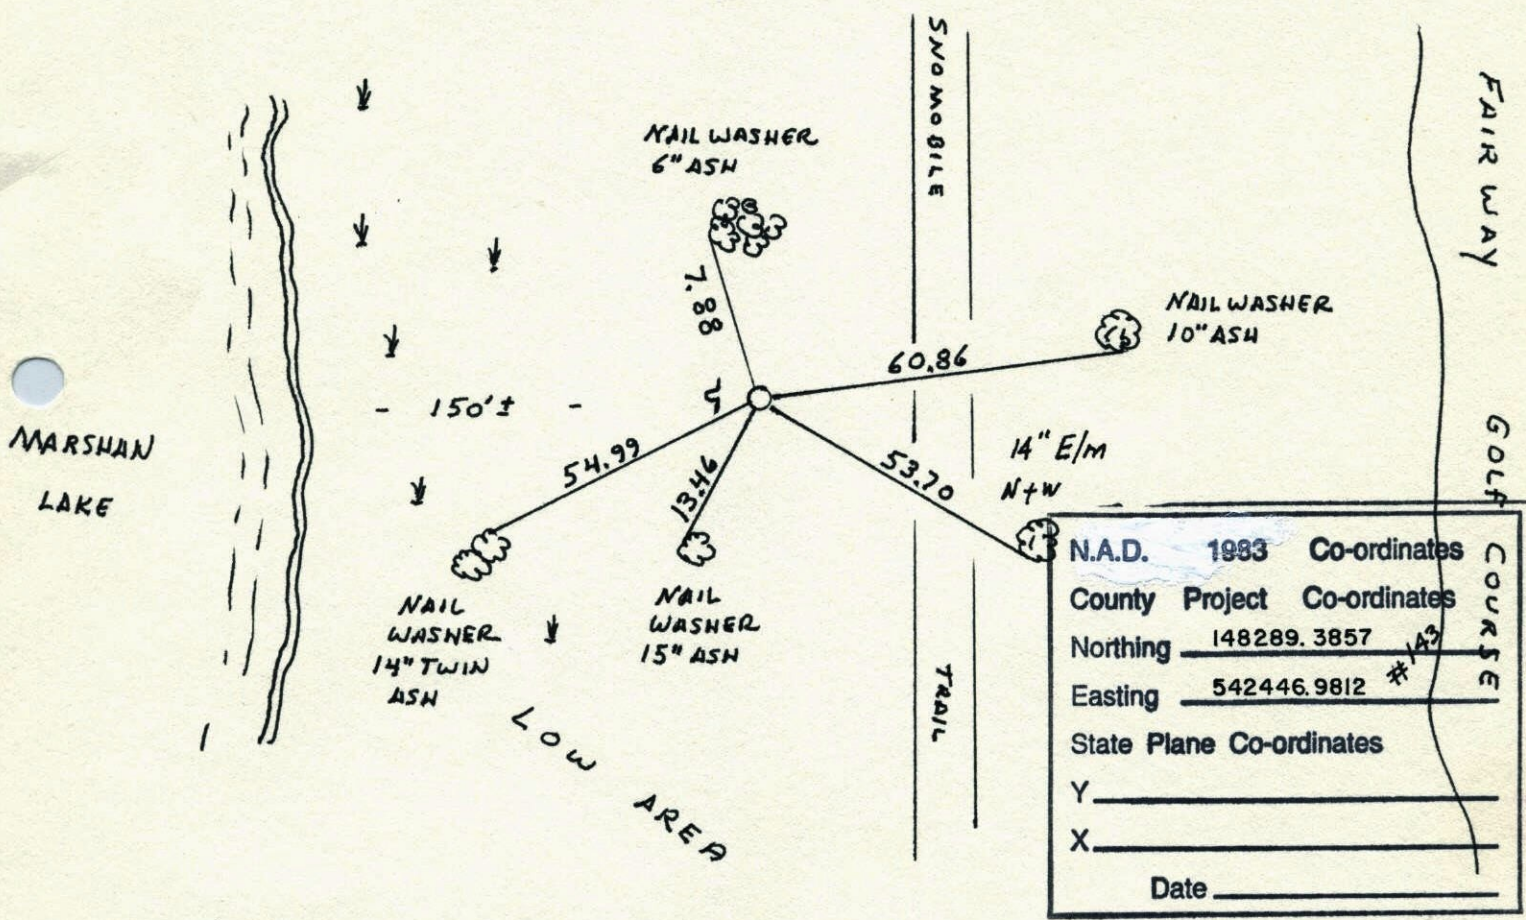 NAIL WASHER
6" ASH
SNOMOBILE
FAIRWAY
7.88
NAIL WASHER
10" ASH
60.86
150'±
MARSHAN
LAKE
54.99
13.46
53.70
14" E/m
N+W
GOLF COURSE
NAIL
WASHER
14" TWIN
ASH
NAIL
WASHER
15" ASH
LOW AREA
TRAIL
N.A.D. 1983 Co-ordinates
County Project Co-ordinates
Northing 148289.3857
#143
Easting 542446.9812
State Plane Co-ordinates
Y
X
Date